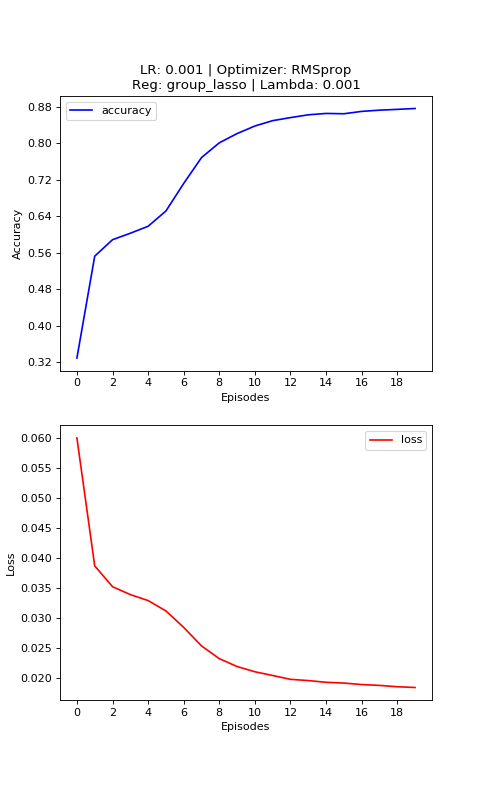 LR: 0.001 | Optimizer: RMSprop
Reg: group_lasso | Lambda: 0.001
accuracy
0.88
0.80
0.72
0.64
0.56
0.48
0.40
0.32
Accuracy
0 2 4 6 8 10 12 14 16 18
Episodes
loss
0.060
0.055
0.050
0.045
0.040
0.035
0.030
0.025
0.020
Loss
0 2 4 6 8 10 12 14 16 18
Episodes